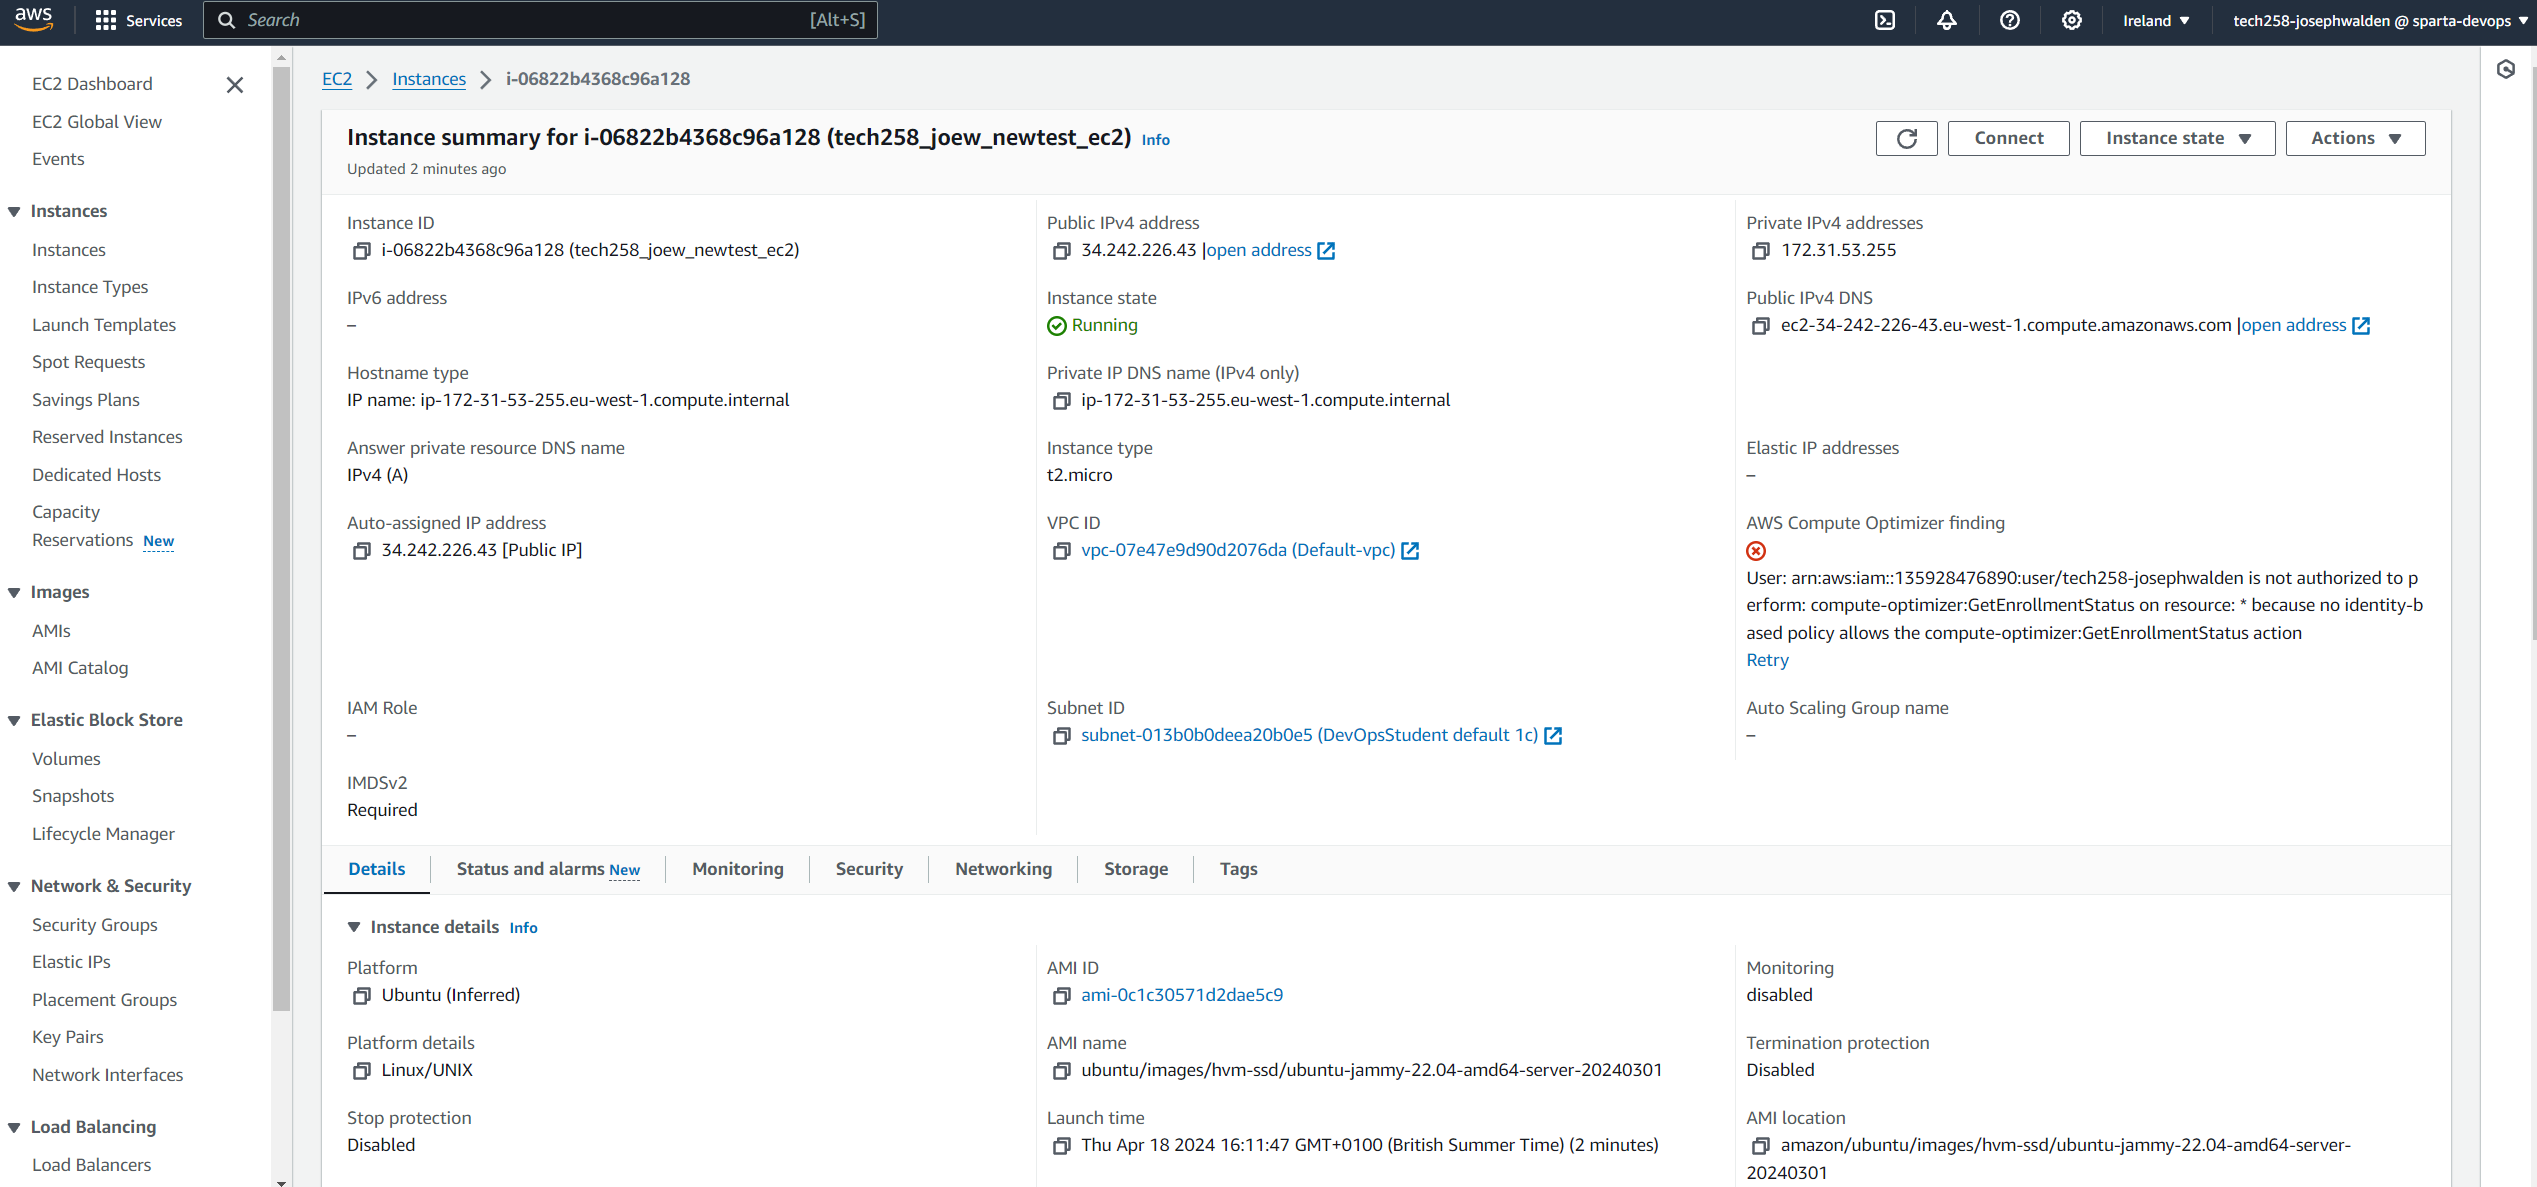 aws
Services
Search
[Alt+S]
Ireland
tech258-josephwalden @ sparta-devops
EC2 Dashboard
EC2 Global View
Events
Instances
Instances
Instance Types
Launch Templates
Spot Requests
Savings Plans
Reserved Instances
Dedicated Hosts
Capacity
Reservations New
Images
AMIs
AMI Catalog
Elastic Block Store
Volumes
Snapshots
Lifecycle Manager
Network & Security
Security Groups
Elastic IPs
Placement Groups
Key Pairs
Network Interfaces
Load Balancing
Load Balancers
EC2 Instances i-06822b4368c96a128
Instance summary for i-06822b4368c96a128 (tech258_joew_newtest_ec2) Info
Updated 2 minutes ago
Connect
Instance state
Actions
Instance ID
i-06822b4368c96a128 (tech258_joew_newtest_ec2)
Public IPv4 address
34.242.226.43 |open address
Private IPv4 addresses
172.31.53.255
IPv6 address
–
Instance state
Running
Public IPv4 DNS
ec2-34-242-226-43.eu-west-1.compute.amazonaws.com |open address
Hostname type
IP name: ip-172-31-53-255.eu-west-1.compute.internal
Private IP DNS name (IPv4 only)
ip-172-31-53-255.eu-west-1.compute.internal
Answer private resource DNS name
IPv4 (A)
Instance type
t2.micro
Elastic IP addresses
–
Auto-assigned IP address
34.242.226.43 [Public IP]
VPC ID
vpc-07e47e9d90d2076da (Default-vpc)
AWS Compute Optimizer finding
User: arn:aws:iam::135928476890:user/tech258-josephwalden is not authorized to p
erform: compute-optimizer:GetEnrollmentStatus on resource: * because no identity-b
ased policy allows the compute-optimizer:GetEnrollmentStatus action
Retry
IAM Role
–
Subnet ID
subnet-013b0b0deea20b0e5 (DevOpsStudent default 1c)
Auto Scaling Group name
–
IMDSv2
Required
Details
Status and alarms New
Monitoring
Security
Networking
Storage
Tags
Instance details Info
Platform
Ubuntu (Inferred)
AMI ID
ami-0c1c30571d2dae5c9
Monitoring
disabled
Platform details
Linux/UNIX
AMI name
ubuntu/images/hvm-ssd/ubuntu-jammy-22.04-amd64-server-20240301
Termination protection
Disabled
Stop protection
Disabled
Launch time
Thu Apr 18 2024 16:11:47 GMT+0100 (British Summer Time) (2 minutes)
AMI location
amazon/ubuntu/images/hvm-ssd/ubuntu-jammy-22.04-amd64-server-
20240301